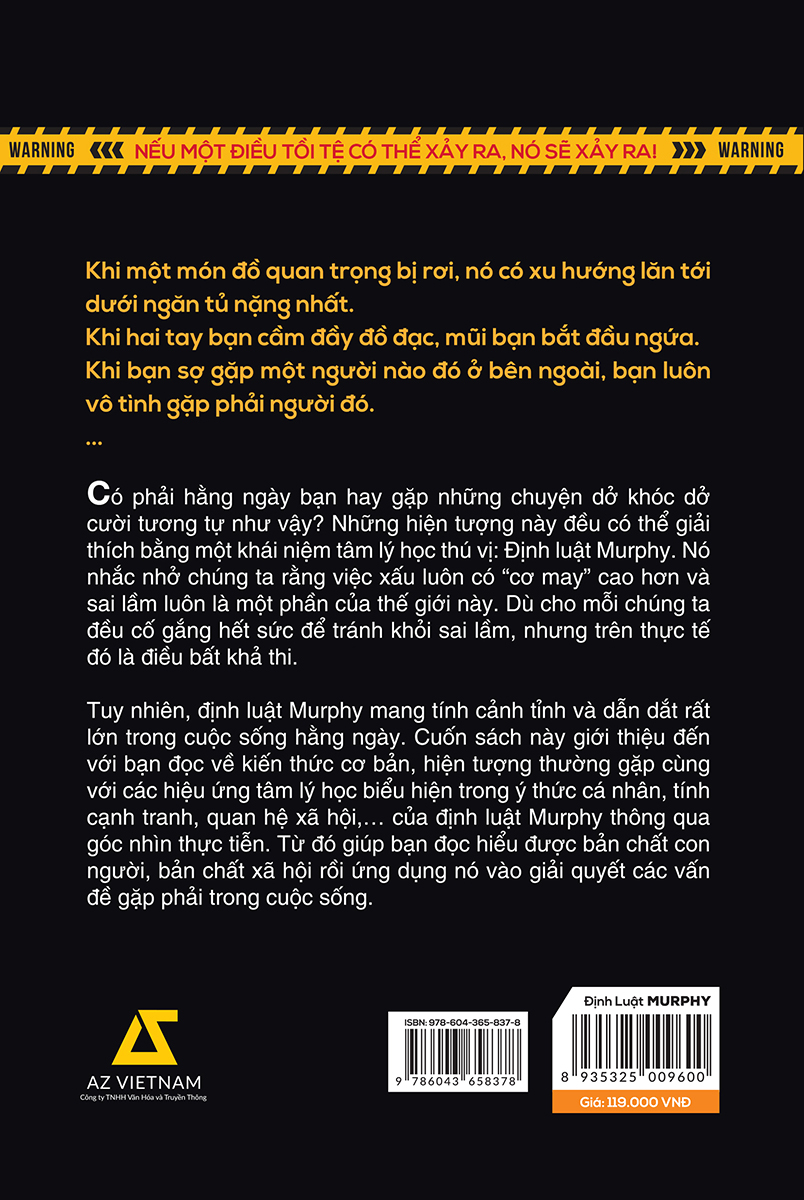 WARNING NẾU MỘT ĐIỀU TỒI TỆ CÓ THỂ XẢY RA, NÓ SẼ XẢY RA! WARNING
Khi một món đồ quan trọng bị rơi, nó có xu hướng lăn tới
dưới ngăn tủ nặng nhất.
Khi hai tay bạn cầm đầy đồ đạc, mũi bạn bắt đầu ngứa.
Khi bạn sợ gặp một người nào đó ở bên ngoài, bạn luôn
vô tình gặp phải người đó.
...
Có phải hằng ngày bạn hay gặp những chuyện dở khóc dở
cười tương tự như vậy? Những hiện tượng này đều có thể giải
thích bằng một khái niệm tâm lý học thú vị: Định luật Murphy. Nó
nhắc nhở chúng ta rằng việc xấu luôn có “cơ may” cao hơn và
sai lầm luôn là một phần của thế giới này. Dù cho mỗi chúng ta
đều cố gắng hết sức để tránh khỏi sai lầm, nhưng trên thực tế
đó là điều bất khả thi.
Tuy nhiên, định luật Murphy mang tính cảnh tỉnh và dẫn dắt rất
lớn trong cuộc sống hằng ngày. Cuốn sách này giới thiệu đến
với bạn đọc về kiến thức cơ bản, hiện tượng thường gặp cùng
với các hiệu ứng tâm lý học biểu hiện trong ý thức cá nhân, tính
cạnh tranh, quan hệ xã hội,... của định luật Murphy thông qua
góc nhìn thực tiễn. Từ đó giúp bạn đọc hiểu được bản chất con
người, bản chất xã hội rồi ứng dụng nó vào giải quyết các vấn
đề gặp phải trong cuộc sống.
AZ VIETNAM
Công ty TNHH Văn Hóa và Truyền Thông
ISBN: 978-604-365-837-8
9 786043 658378
Định Luật MURPHY
8 935325 009600
Giá: 119.000 VNĐ